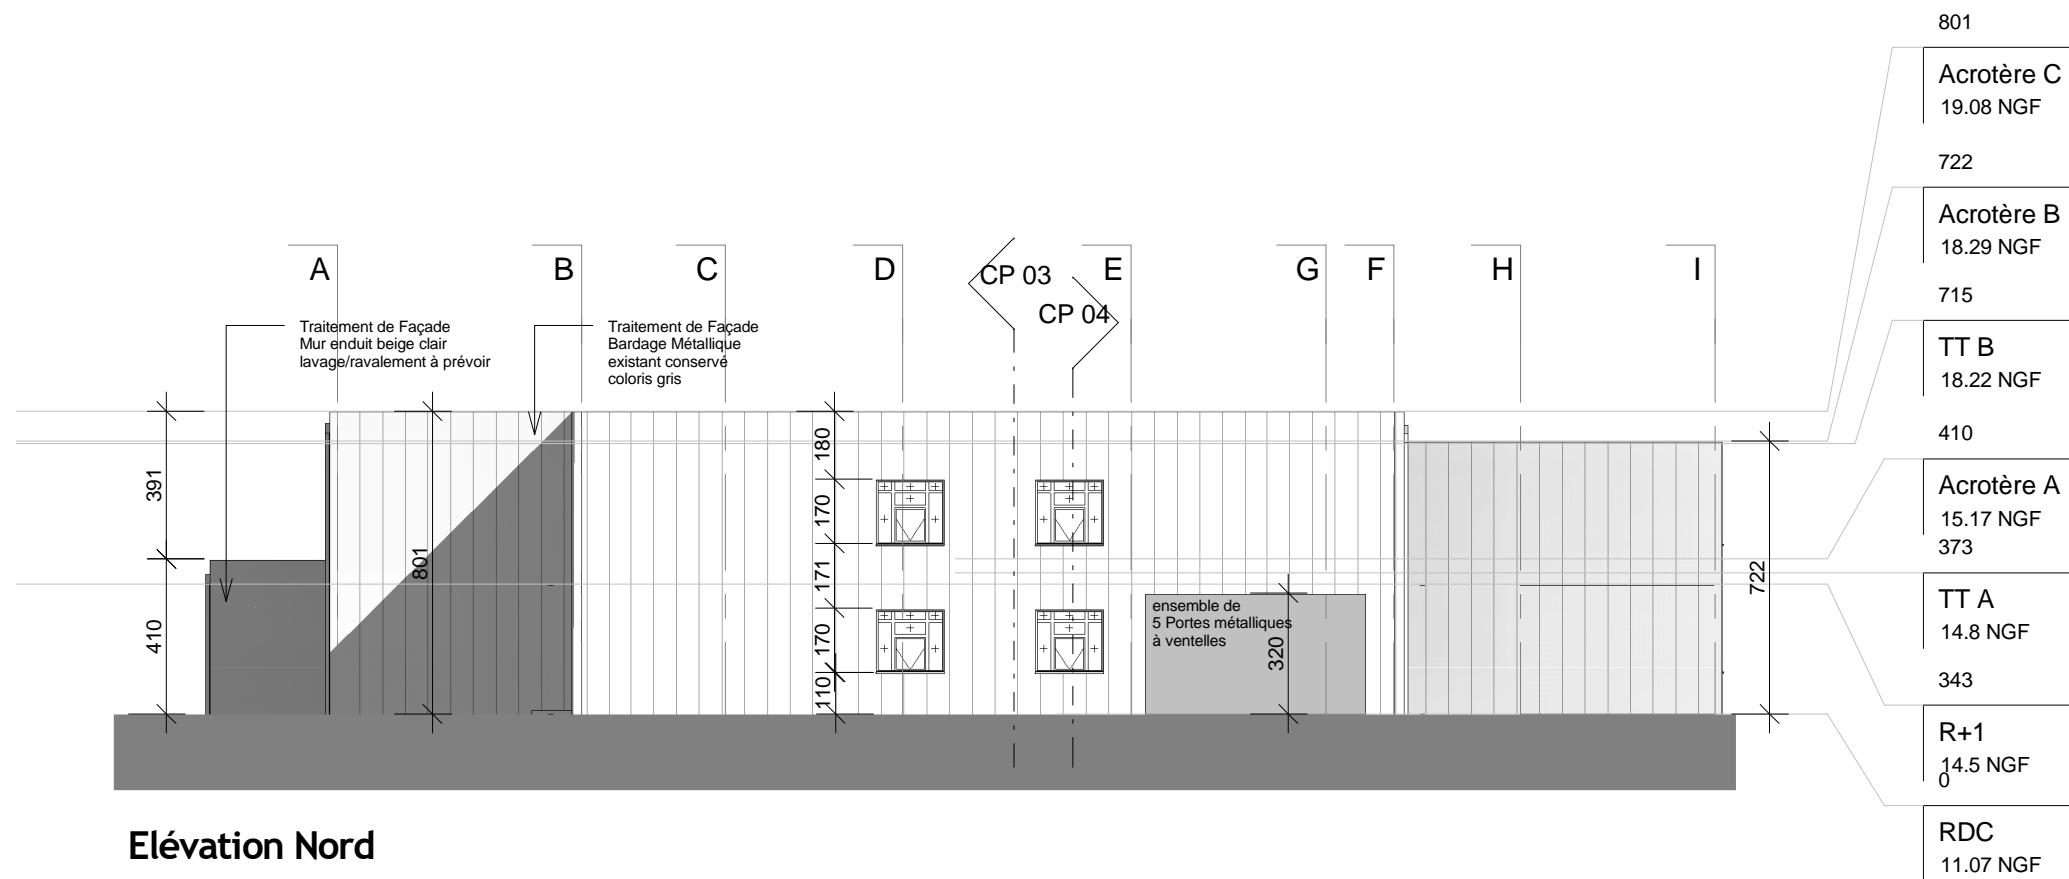 801
Acrotère C
19.08 NGF
722
Acrotère B
18.29 NGF
715
TT B
18.22 NGF
410
Acrotère A
15.17 NGF
373
TT A
14.8 NGF
343
R+1
14.5 NGF
0
RDC
11.07 NGF
A
B
C
D
CP 03
E
CP 04
G
F
H
I
Traitement de Façade
Mur enduit beige clair
lavage/ravalement à prévoir
Traitement de Façade
Bardage Métallique
existant conservé
coloris gris
391
410
801
180
170
171
170
110
ensemble de
5 Portes métalliques
à ventelles
320
722
Elévation Nord